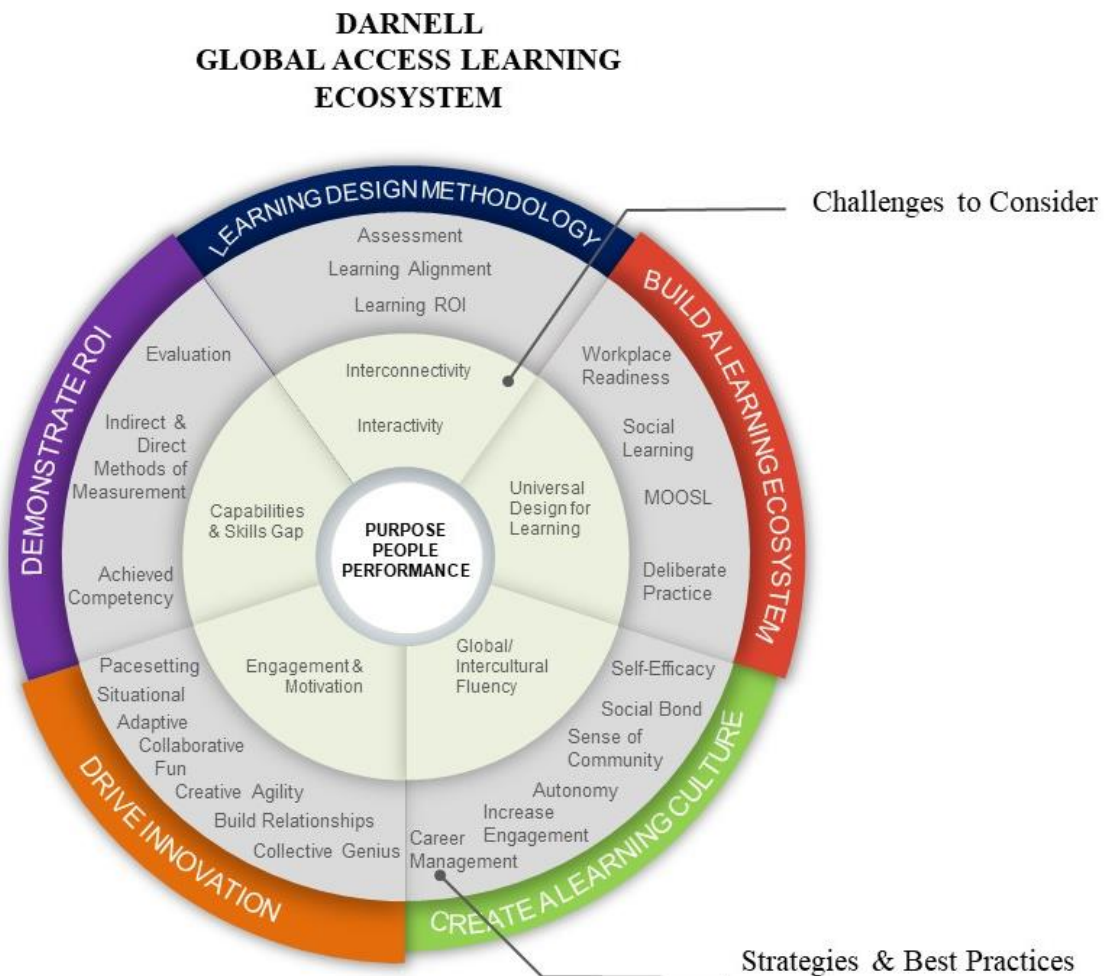 DARNELL
GLOBAL ACCESS LEARNING
ECOSYSTEM
Challenges to Consider
LEARNING DESIGN METHODOLOGY
Assessment
Learning Alignment
Learning ROI
Interconnectivity
Interactivity
BUILD A LEARNING ECOSYSTEM
Workplace
Readiness
Social
Learning
MOOSL
Deliberate
Practice
Universal
Design for
Learning
CREATE A LEARNING CULTURE
Self-Efficacy
Social Bond
Sense of
Community
Autonomy
Increase
Engagement
Career
Management
Global/
Intercultural
Fluency
DRIVE INNOVATION
Pacesetting
Situational
Adaptive
Collaborative
Fun
Creative Agility
Build Relationships
Collective Genius
Engagement &
Motivation
DEMONSTRATE ROI
Evaluation
Indirect &
Direct
Methods of
Measurement
Achieved
Competency
Capabilities
& Skills Gap
PURPOSE
PEOPLE
PERFORMANCE
Strategies & Best Practices